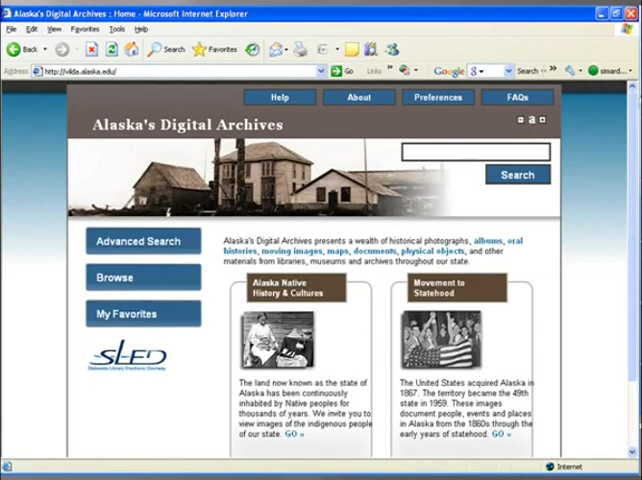 Alaska's Digital Archives : Home - Microsoft Internet Explorer
File Edit View Favorites Tools Help
Back Search Favorites
Address http://vilda.alaska.edu/ Go Links » Google Search »
Help About Preferences FAQs
Alaska's Digital Archives
a
Search
Advanced Search
Browse
My Favorites
SLED
Statewide Library Electronic Doorway
Alaska's Digital Archives presents a wealth of historical photographs, albums, oral
histories, moving images, maps, documents, physical objects, and other
materials from libraries, museums and archives throughout our state.
Alaska Native
History & Cultures
The land now known as the state of
Alaska has been continuously
inhabited by Native peoples for
thousands of years. We invite you to
view images of the indigenous people
of our state. GO »
Movement to
Statehood
The United States acquired Alaska in
1867. The territory became the 49th
state in 1959. These images
document people, events and places
in Alaska from the 1860s through the
early years of statehood. GO »
Internet